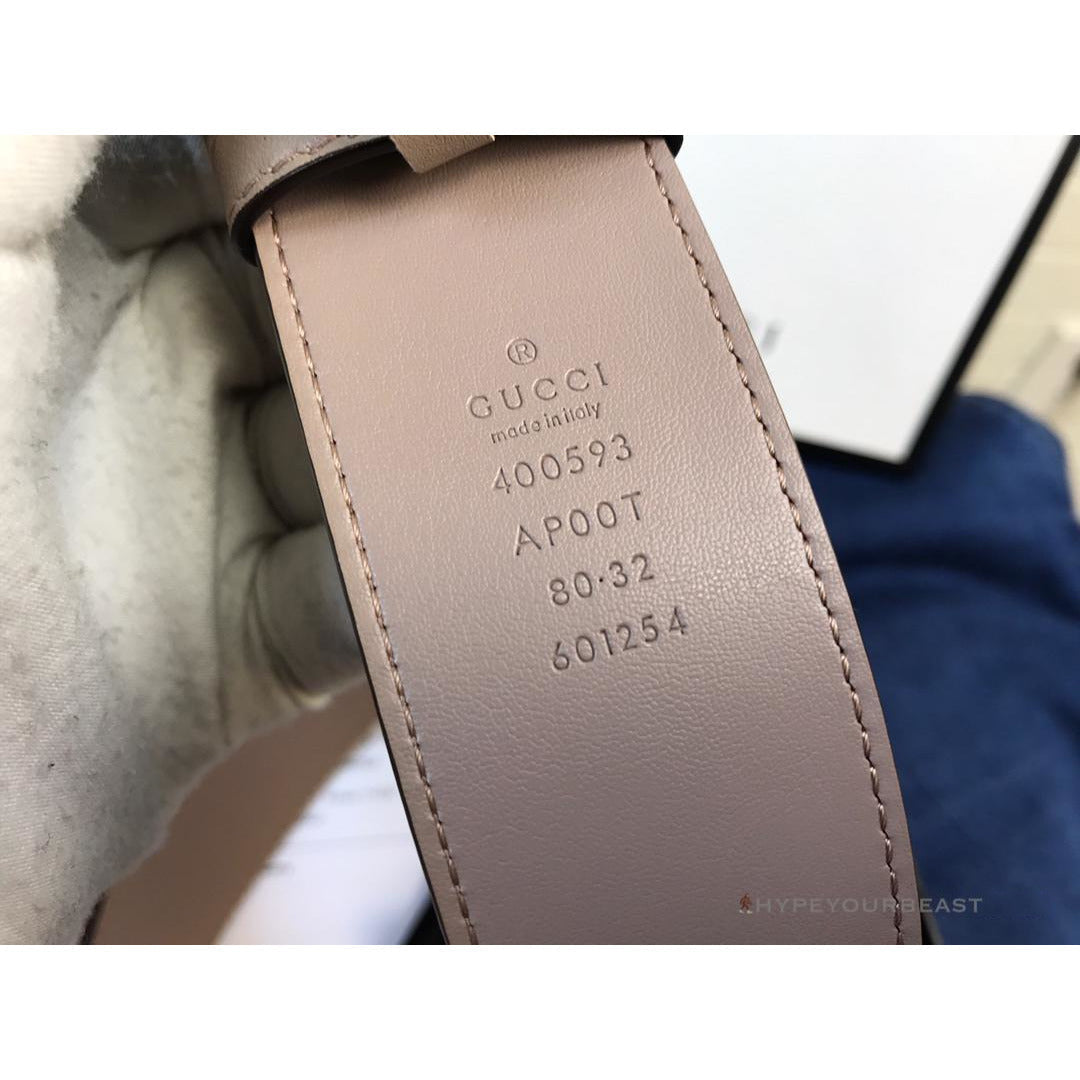 ®
GUCCI
made in italy
400593
AP00T
80·32
601254
HYPEYOURBEAST